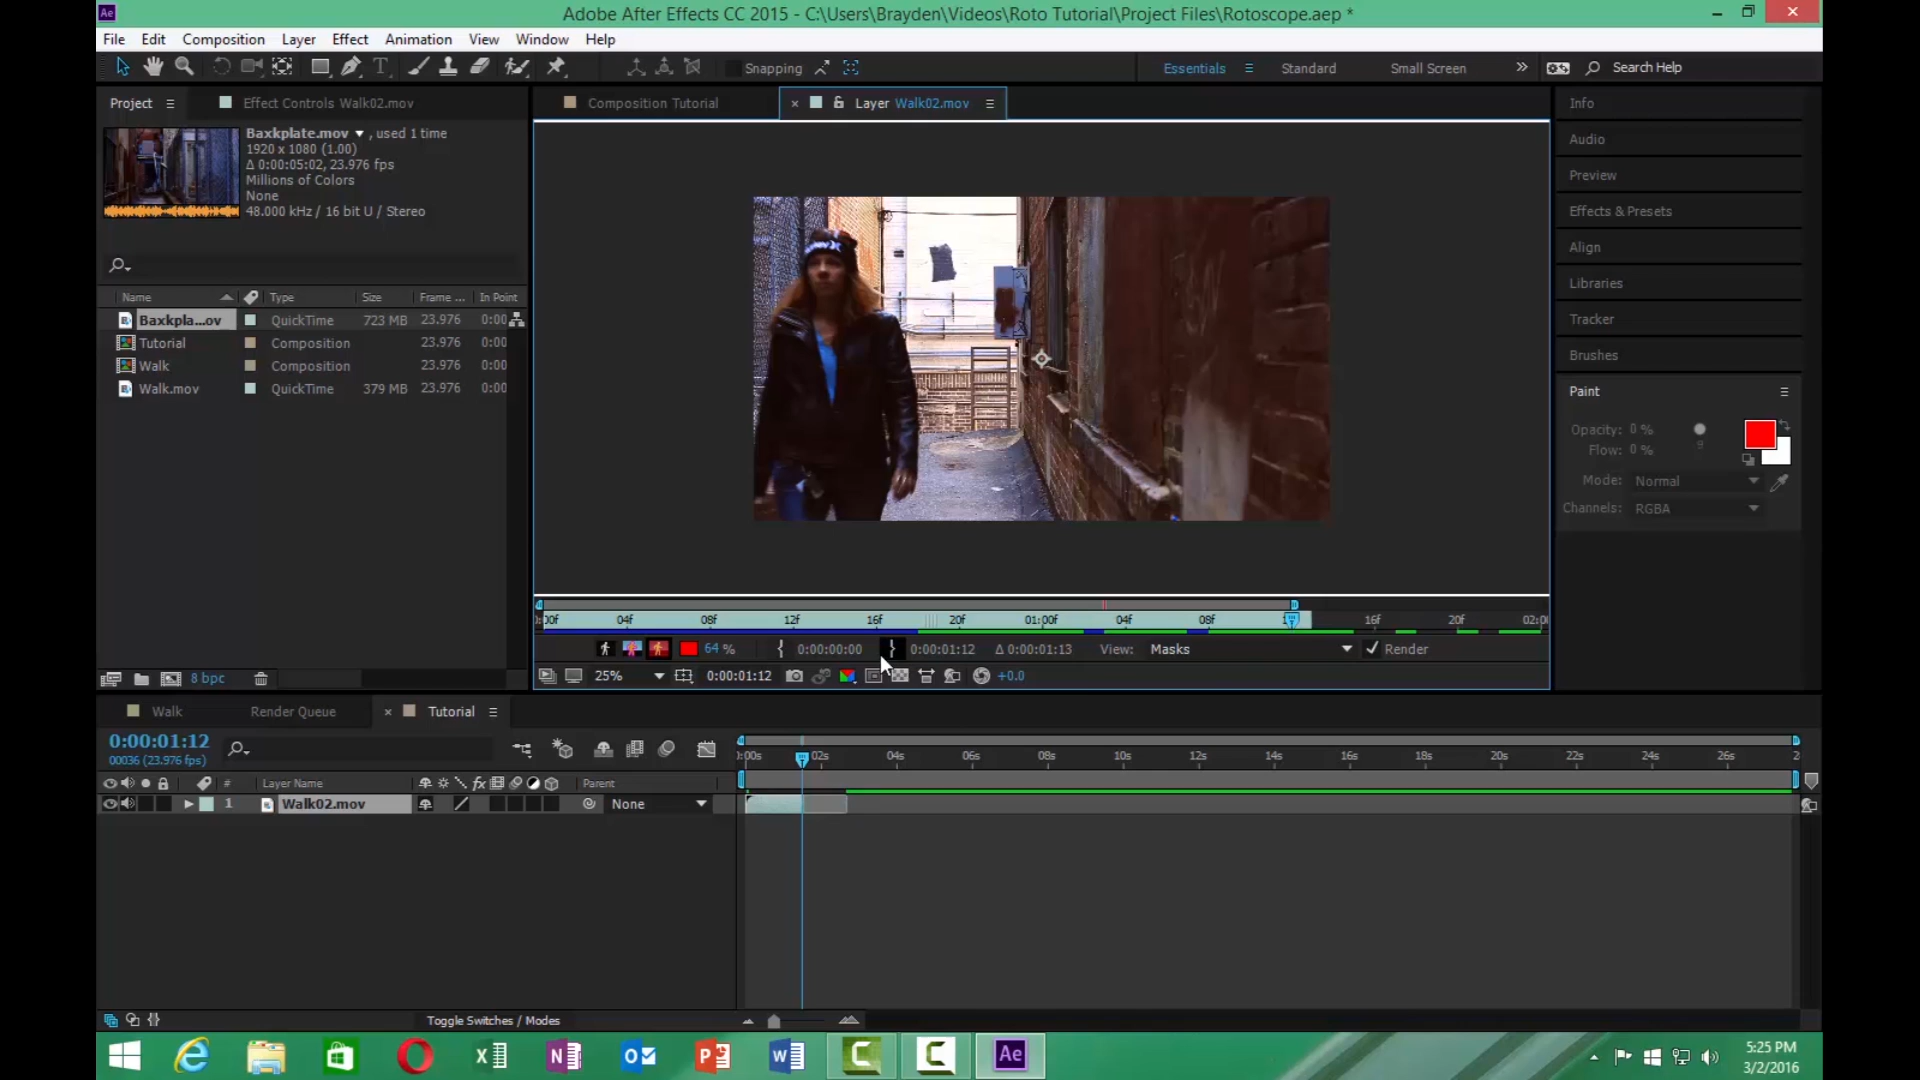 Adobe After Effects CC 2015 - C:\Users\Brayden\Videos\Roto Tutorial\Project Files\Rotoscope.aep *
File Edit Composition Layer Effect Animation View Window Help
Snapping Essentials Standard Small Screen Search Help
Project Effect Controls Walk02.mov Composition Tutorial Layer Walk02.mov
Baxkplate.mov , used 1 time
1920 x 1080 (1.00)
Δ 0:00:05:02, 23.976 fps
Millions of Colors
None
48.000 kHz / 16 bit U / Stereo
Name Type Size Frame ... In Point
Baxkpla...ov QuickTime 723 MB 23.976 0:00
Tutorial Composition 23.976 0:00
Walk Composition 23.976 0:00
Walk.mov QuickTime 379 MB 23.976 0:00
8 bpc
Info
Audio
Preview
Effects & Presets
Align
Libraries
Tracker
Brushes
Paint
Opacity: 0 %
Flow: 0 %
9
Mode: Normal
Channels: RGBA
00f 04f 08f 12f 16f 20f 01:00f 04f 08f 16f 20f 02:0
64 % 0:00:00:00 0:00:01:12 Δ 0:00:01:13 View: Masks Render
25% 0:00:01:12 +0.0
Walk Render Queue Tutorial
0:00:01:12
00036 (23.976 fps)
# Layer Name fx Parent
1 Walk02.mov None
:00s 02s 04s 06s 08s 10s 12s 14s 16s 18s 20s 22s 24s 26s 2
Toggle Switches / Modes
5:25 PM
3/2/2016